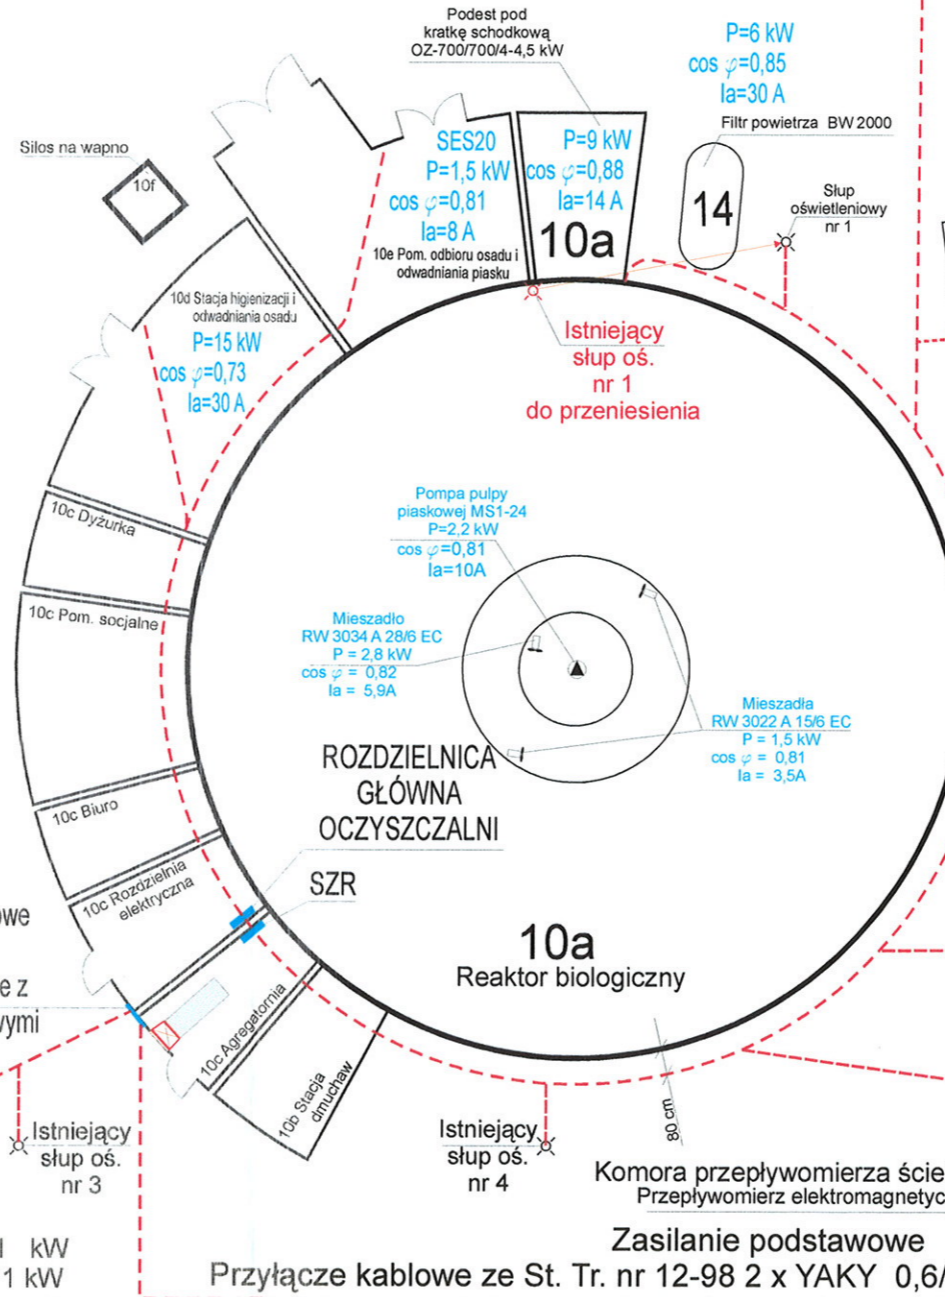 Podest pod
kratkę schodkową
OZ-700/700/4-4,5 kW
P=6 kW
cos φ=0,85
Ia=30 A
Filtr powietrza BW 2000
14
Słup
oświetleniowy
nr 1
Silos na wapno
10f
SES20
P=1,5 kW
cos φ=0,81
Ia=8 A
10e Pom. odbioru osadu i
odwadniania piasku
P=9 kW
cos φ=0,88
Ia=14 A
10a
10d Stacja higienizacji i
odwadniania osadu
P=15 kW
cos φ=0,73
Ia=30 A
Istniejący
słup oś.
nr 1
do przeniesienia
Pompa pulpy
piaskowej MS1-24
P=2,2 kW
cos φ=0,81
Ia=10A
10c Dyżurka
10c Pom. socjalne
Mieszadło
RW 3034 A 28/6 EC
P = 2,8 kW
cos φ = 0,82
Ia = 5,9A
Mieszadła
RW 3022 A 15/6 EC
P = 1,5 kW
cos φ = 0,81
Ia = 3,5A
ROZDZIELNICA
GŁÓWNA
OCZYSZCZALNI
SZR
10c Biuro
10c Rozdzielnia
elektryczna
owe
e z
wymi
10a
Reaktor biologiczny
10c Agregatornia
10b Stacja
dmuchaw
80 cm
Istniejący
słup oś.
nr 3
Istniejący
słup oś.
nr 4
Komora przepływomierza ście
Przepływomierz elektromagnetyc
Zasilanie podstawowe
kW
1 kW
Przyłącze kablowe ze St. Tr. nr 12-98 2 x YAKY 0,6/